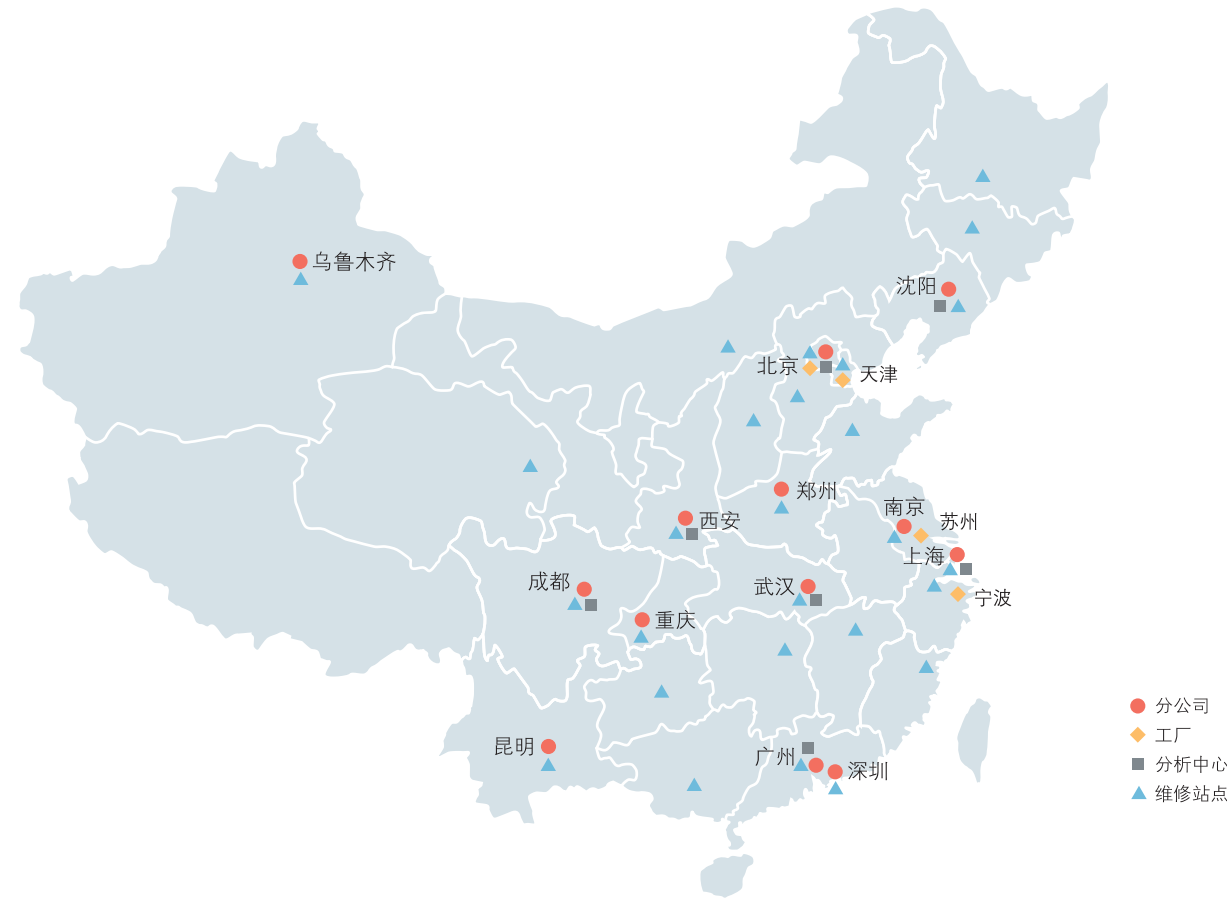 乌鲁木齐
沈阳
北京
天津
郑州
南京
苏州
西安
上海
成都
武汉
宁波
重庆
昆明
广州
深圳
分公司
工厂
分析中心
维修站点